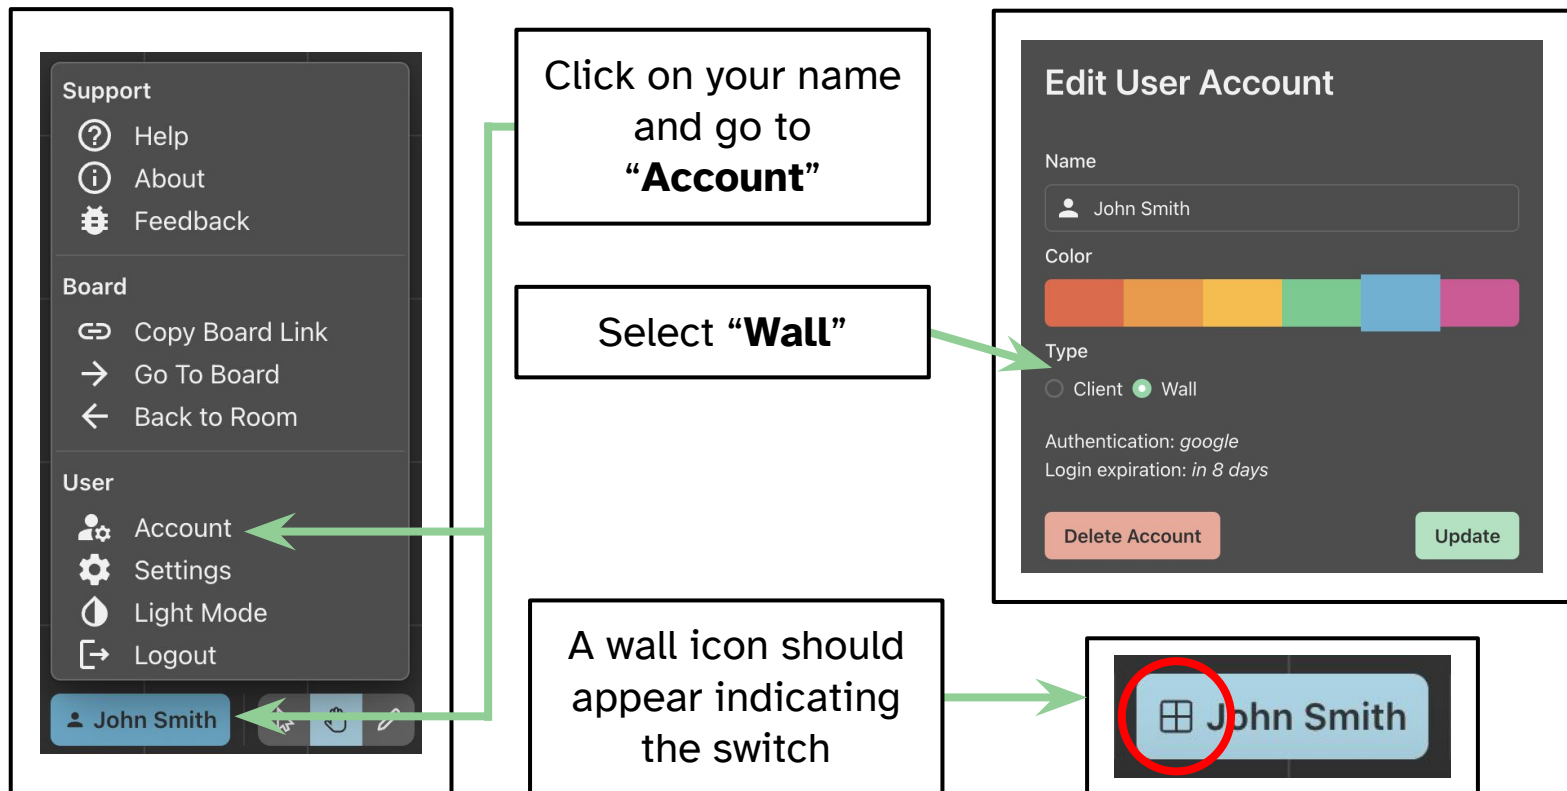 Support
Help
About
Feedback
Board
Copy Board Link
Go To Board
Back to Room
User
Account
Settings
Light Mode
Logout
John Smith
Click on your name
and go to
“Account”
Select “Wall”
A wall icon should
appear indicating
the switch
Edit User Account
Name
John Smith
Color
Type
Client Wall
Authentication: google
Login expiration: in 8 days
Delete Account Update
John Smith